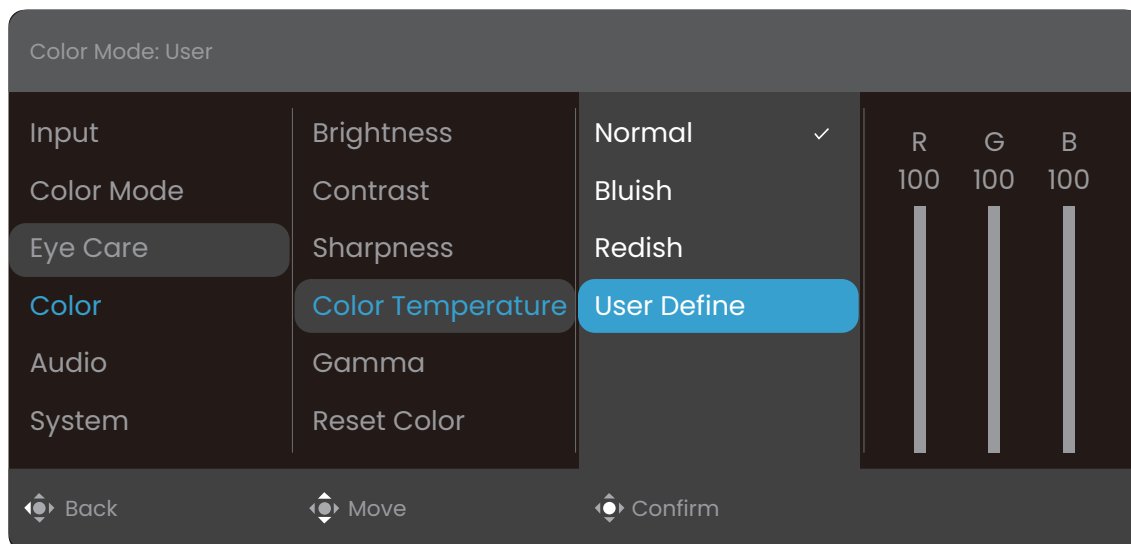 Color Mode: User
Input
Color Mode
Eye Care
Color
Audio
System
Brightness
Contrast
Sharpness
Color Temperature
Gamma
Reset Color
Normal
Bluish
Redish
User Define
R G B
100 100 100
Back Move Confirm